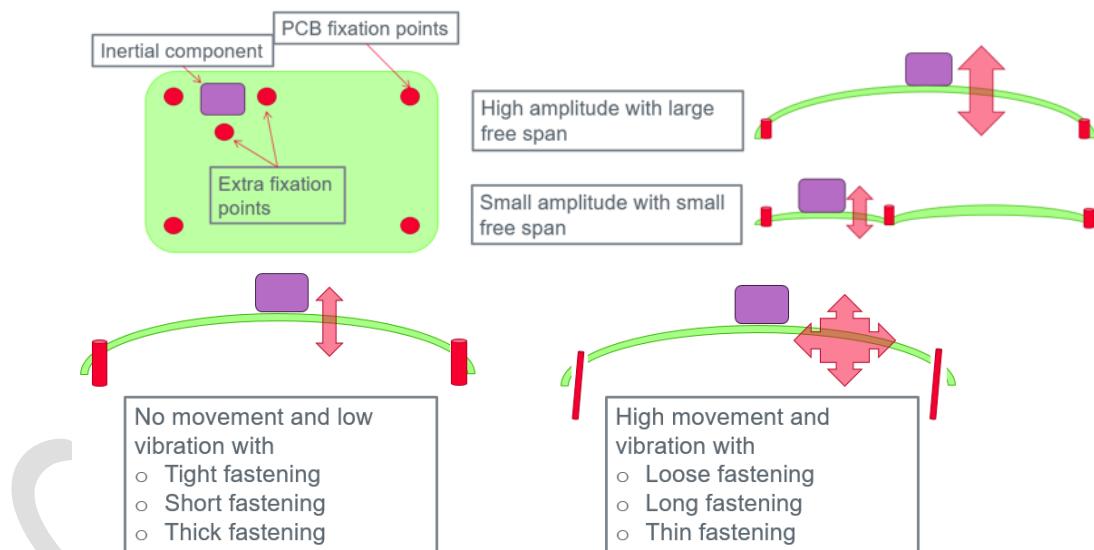 PCB fixation points
Inertial component
Extra fixation
points
High amplitude with large
free span
Small amplitude with small
free span
No movement and low
vibration with
o Tight fastening
o Short fastening
o Thick fastening
High movement and
vibration with
o Loose fastening
o Long fastening
o Thin fastening